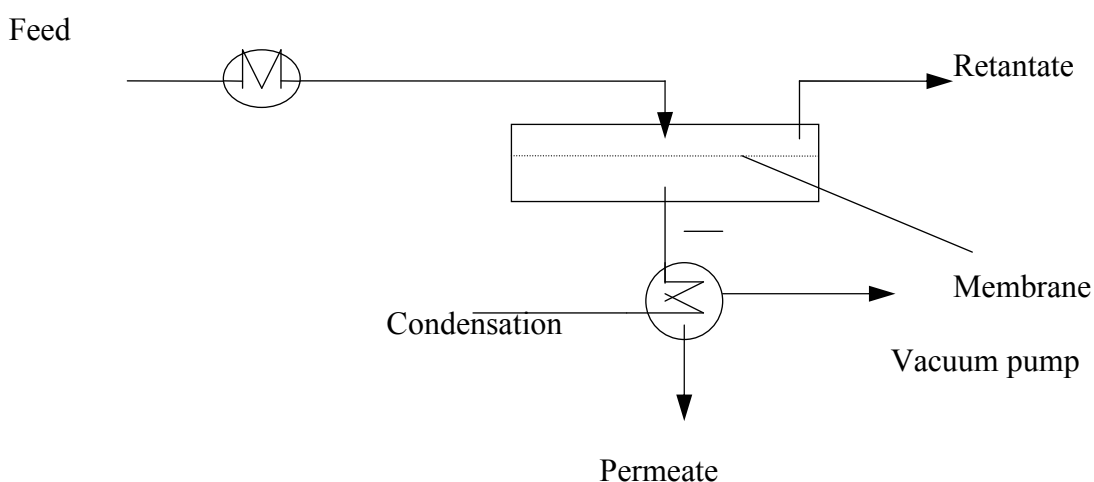 Feed
Retantate
Membrane
Condensation
Vacuum pump
Permeate